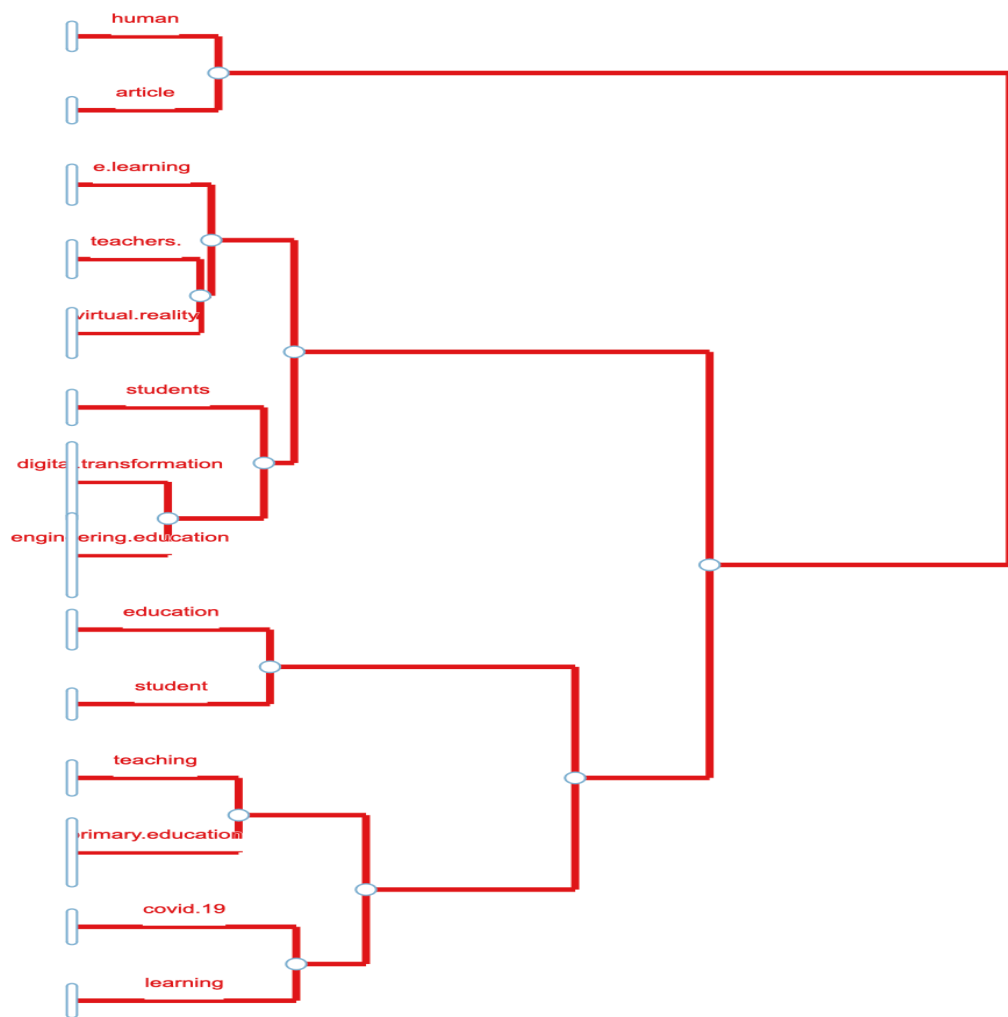 human
article
e.learning
teachers.
virtual.reality
students
digital.transformation
engineering.education
education
student
teaching
primary.education
covid.19
learning